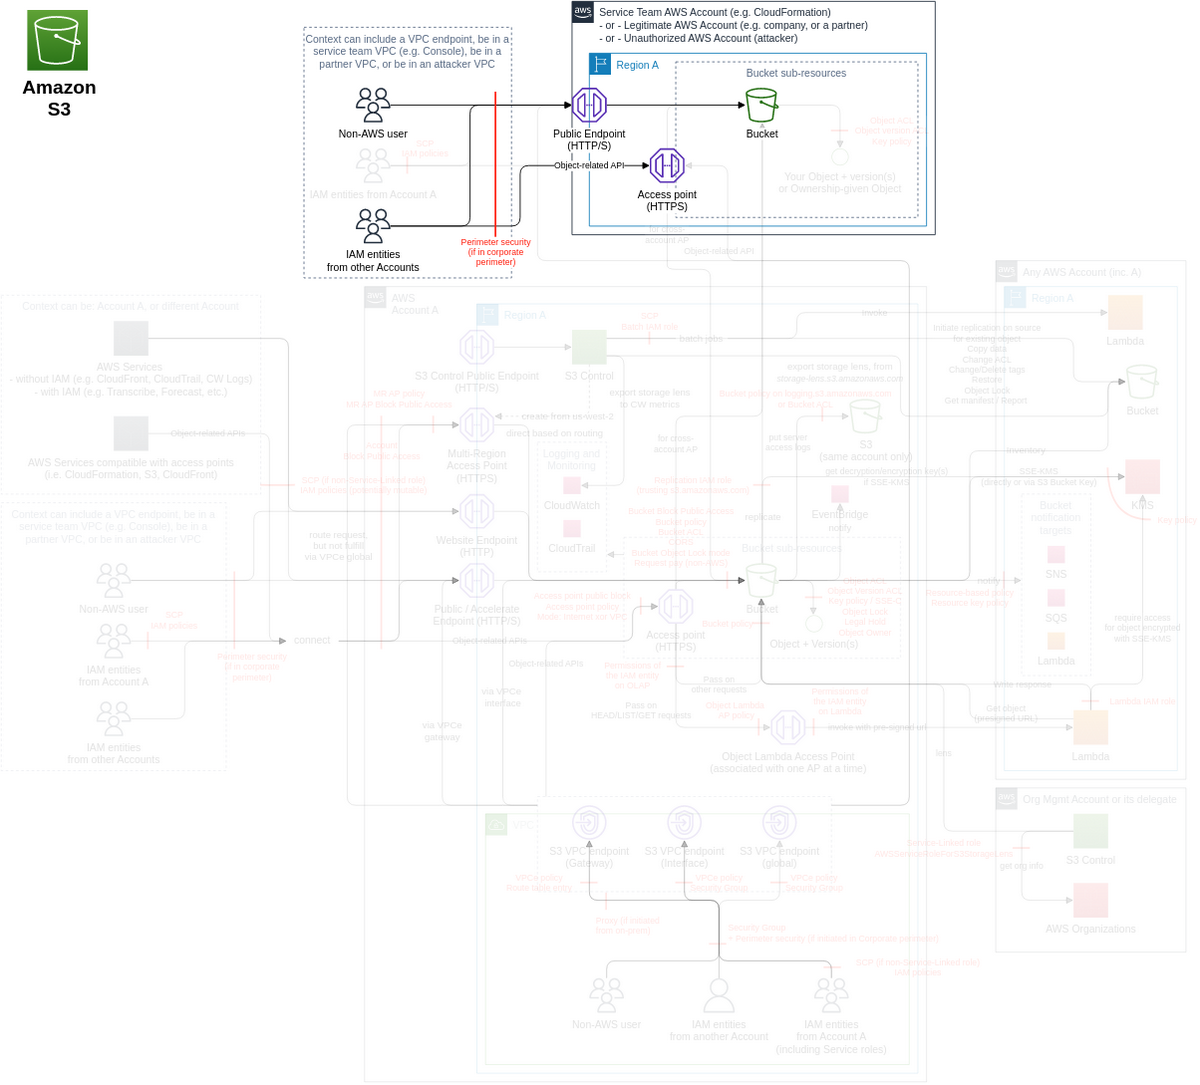 Amazon
S3
Service Team AWS Account (e.g. CloudFormation)
- or - Legitimate AWS Account (e.g. company, or a partner)
- or - Unauthorized AWS Account (attacker)
Context can include a VPC endpoint, be in a
service team VPC (e.g. Console), be in a
partner VPC, or be in an attacker VPC
aws
Region A
Bucket sub-resources
Non-AWS user
Public Endpoint
(HTTP/S)
Bucket
Object ACL
Object version ACL
Key policy
SCP
IAM policies
IAM entities from Account A
Object-related API
Access point
(HTTPS)
Your Object + version(s)
or Ownership-given Object
IAM entities
from other Accounts
Perimeter security
(if in corporate
perimeter)
for cross-
account AP
Object-related API
aws
Any AWS Account (inc. A)
Region A
Context can be: Account A, or different Account
aws
AWS
Account A
Region A
AWS Services
- without IAM (e.g. CloudFront, CloudTrail, CW Logs)
- with IAM (e.g. Transcribe, Forecast, etc.)
S3 Control Public Endpoint
(HTTP/S)
S3 Control
SCP
Batch IAM role
batch jobs
invoke
Lambda
Initiate replication on source
for existing object
Copy data
Change ACL
Change/Delete tags
Restore
Object Lock
Get manifest / Report
Bucket
export storage lens
to CW metrics
export storage lens, from
storage-lens.s3.amazonaws.com
Bucket policy on logging.s3.amazonaws.com
or Bucket ACL
MR AP policy
MR AP Block Public Access
create from us-west-2
direct based on routing
Multi-Region
Access Point
(HTTPS)
Object-related APIs
AWS Services compatible with access points
(i.e. CloudFormation, S3, CloudFront)
Account
Block Public Access
SCP (if non-Service-Linked role)
IAM policies (potentially mutable)
Logging and
Monitoring
CloudWatch
CloudTrail
for cross-
account AP
put server
access logs
S3
(same account only)
inventory
get decryption/encryption key(s)
if SSE-KMS
SSE-KMS
(directly or via S3 Bucket Key)
KMS
Key policy
Replication IAM role
replicate
EventBridge
notify
Bucket
notification
targets
SNS
SQS
Lambda
Context can include a VPC endpoint, be in a
service team VPC (e.g. Console), be in a
partner VPC, or be in an attacker VPC
route request,
but not fulfill
via VPCe global
Website Endpoint
(HTTP)
Bucket Block Public Access
Bucket policy
Bucket ACL
CORS
Bucket Object Lock mode
Request pay (non-AWS)
Bucket sub-resources
Non-AWS user
SCP
IAM policies
IAM entities
from Account A
Perimeter security
(if in corporate
perimeter)
connect
IAM entities
from other Accounts
Public / Accelerate
Endpoint (HTTP/S)
Object-related APIs
Object-related APIs
Access point public block
Access point policy
Mode: Internet or VPC
Access point
(HTTPS)
Bucket
Bucket policy
Object ACL
Object Version ACL
Key policy / SSE-C
Object Lock
Legal Hold
Object Owner
Object + Version(s)
notify
Resource-based policy
Resource key policy
require access
for object encrypted
with SSE-KMS
Permissions of
the IAM entity
on OLAP
Pass on
other requests
Pass on
HEAD/LIST/GET requests
Object Lambda
AP policy
Permissions of
the IAM entity
on Lambda
invoke with pre-signed url
Write response
Get object
(presigned URL)
Lambda IAM role
Lambda
Object Lambda Access Point
(associated with one AP at a time)
via VPCe
interface
via VPCe
gateway
lens
VPC
S3 VPC endpoint
(Gateway)
S3 VPC endpoint
(Interface)
S3 VPC endpoint
(global)
VPCe policy
Route table entry
VPCe policy
Security Group
VPCe policy
Security Group
Proxy (if initiated
from on-prem)
Security Group
+ Perimeter security (if initiated in Corporate perimeter)
SCP (if non-Service-Linked role)
IAM policies
Non-AWS user
IAM entities
from another Account
IAM entities
from Account A
(including Service roles)
aws
Org Mgmt Account or its delegate
Service-Linked role
AWSServiceRoleForS3StorageLens
get org info
S3 Control
AWS Organizations